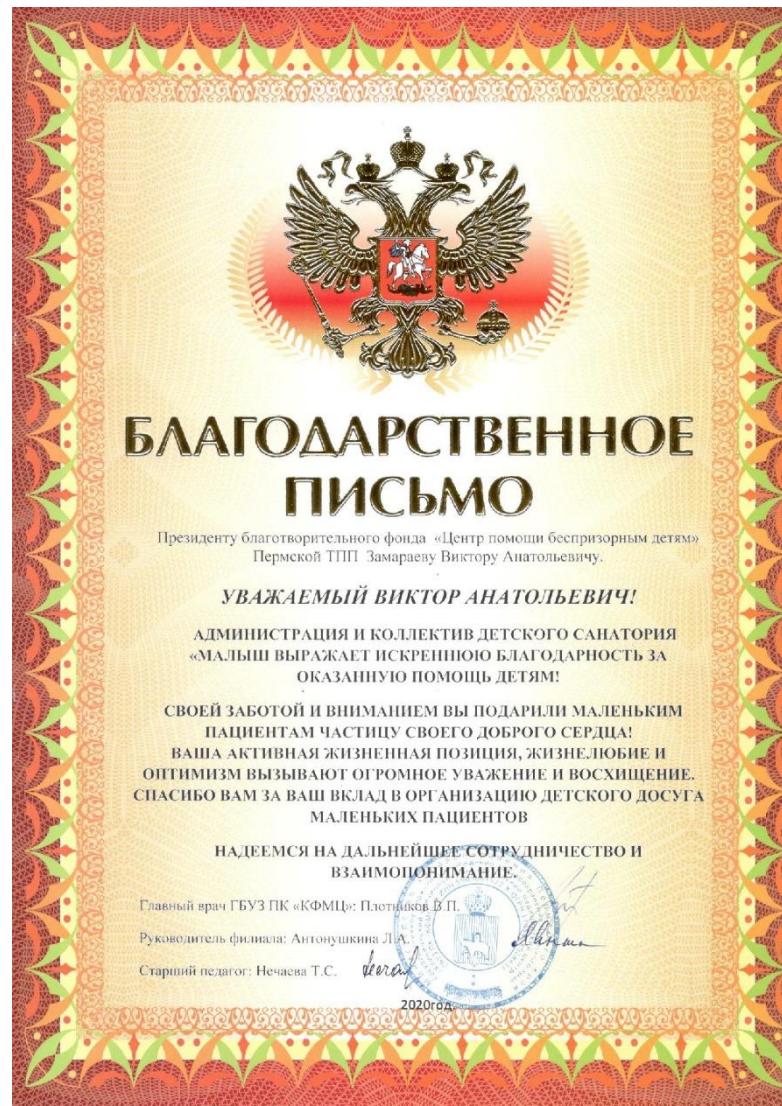 БЛАГОДАРСТВЕННОЕ
ПИСЬМО
Президенту благотворительного фонда «Центр помощи беспризорным детям»
Пермской ТПП Замараеву Виктору Анатольевичу.
УВАЖАЕМЫЙ ВИКТОР АНАТОЛЬЕВИЧ!
АДМИНИСТРАЦИЯ И КОЛЛЕКТИВ ДЕТСКОГО САНАТОРИЯ
«МАЛЫШ ВЫРАЖАЕТ ИСКРЕННЮЮ БЛАГОДАРНОСТЬ ЗА
ОКАЗАННУЮ ПОМОЩЬ ДЕТЯМ!
СВОЕЙ ЗАБОТОЙ И ВНИМАНИЕМ ВЫ ПОДАРИЛИ МАЛЕНЬКИМ
ПАЦИЕНТАМ ЧАСТИЦУ СВОЕГО ДОБРОГО СЕРДЦА!
ВАША АКТИВНАЯ ЖИЗНЕННАЯ ПОЗИЦИЯ, ЖИЗНЕЛЮБИЕ И
ОПТИМИЗМ ВЫЗЫВАЮТ ОГРОМНОЕ УВАЖЕНИЕ И ВОСХИЩЕНИЕ.
СПАСИБО ВАМ ЗА ВАШ ВКЛАД В ОРГАНИЗАЦИЮ ДЕТСКОГО ДОСУГА
МАЛЕНЬКИХ ПАЦИЕНТОВ
НАДЕЕМСЯ НА ДАЛЬНЕЙШЕЕ СОТРУДНИЧЕСТВО И
ВЗАИМОПОНИМАНИЕ.
Главный врач ГБУЗ ПК «КФМЦ»: Плотников В.П.
Руководитель филиала: Антонушкина Л.А.
Старший педагог: Нечаева Т.С.
2020год.